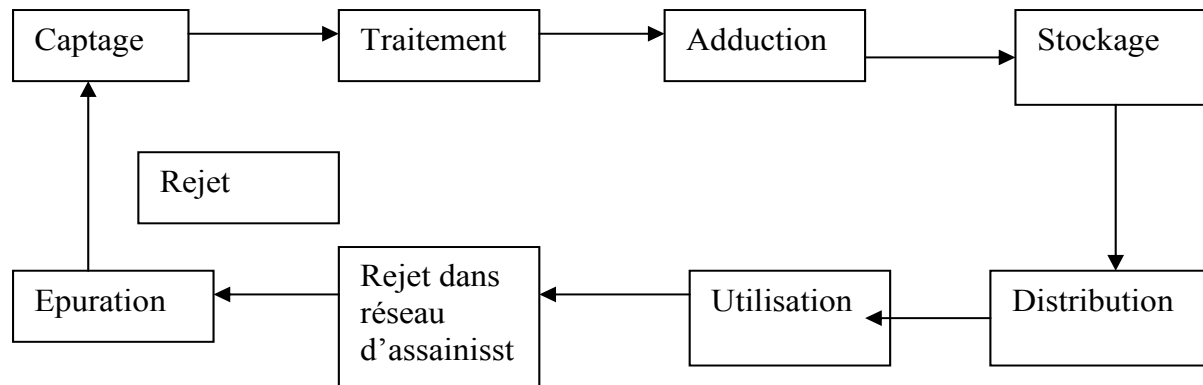 Captage
Traitement
Adduction
Stockage
Rejet
Epuration
Rejet dans
réseau
d’assainisst
Utilisation
Distribution